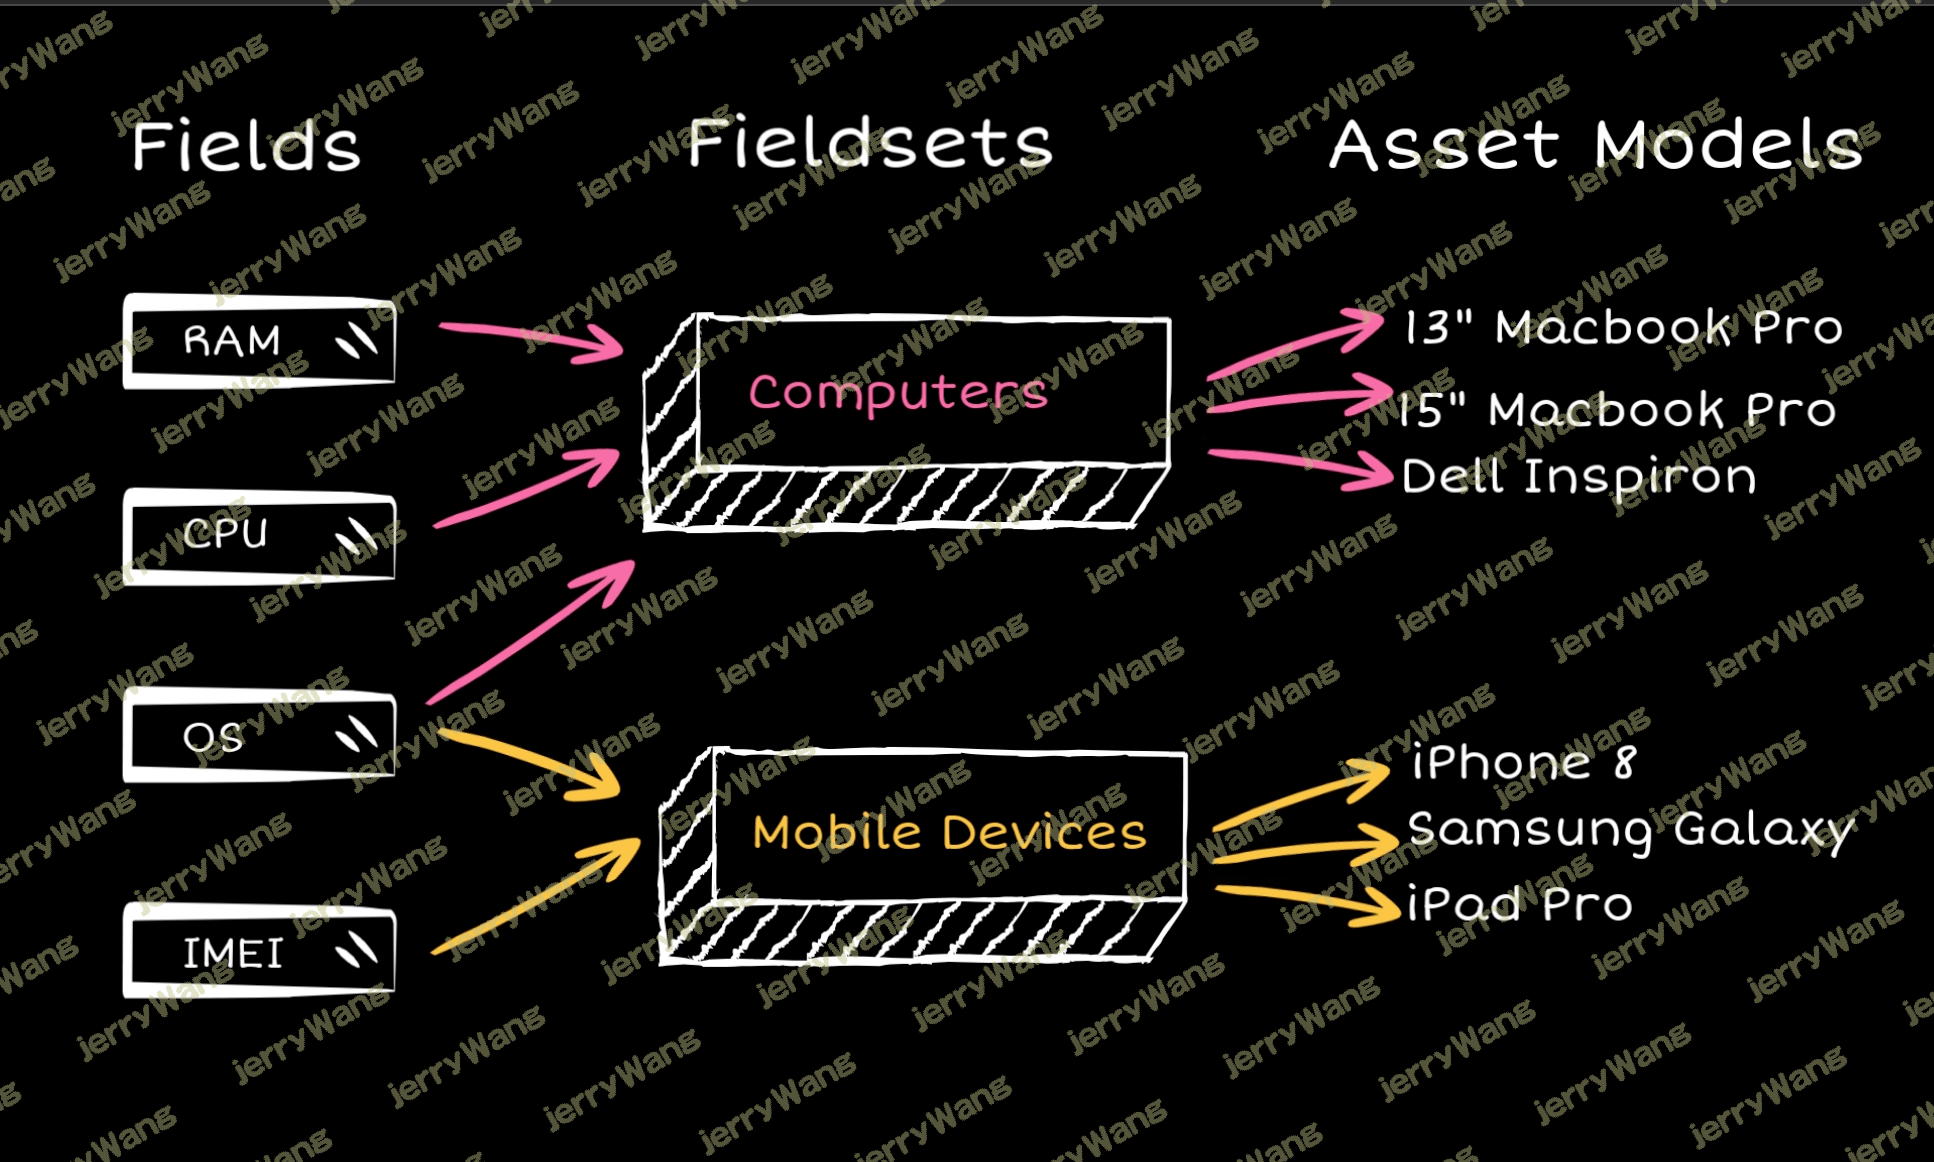 Fields
Fieldsets
Asset Models
RAM
CPU
OS
IMEI
Computers
Mobile Devices
13" Macbook Pro
15" Macbook Pro
Dell Inspiron
iPhone 8
Samsung Galaxy
iPad Pro
jerryWang